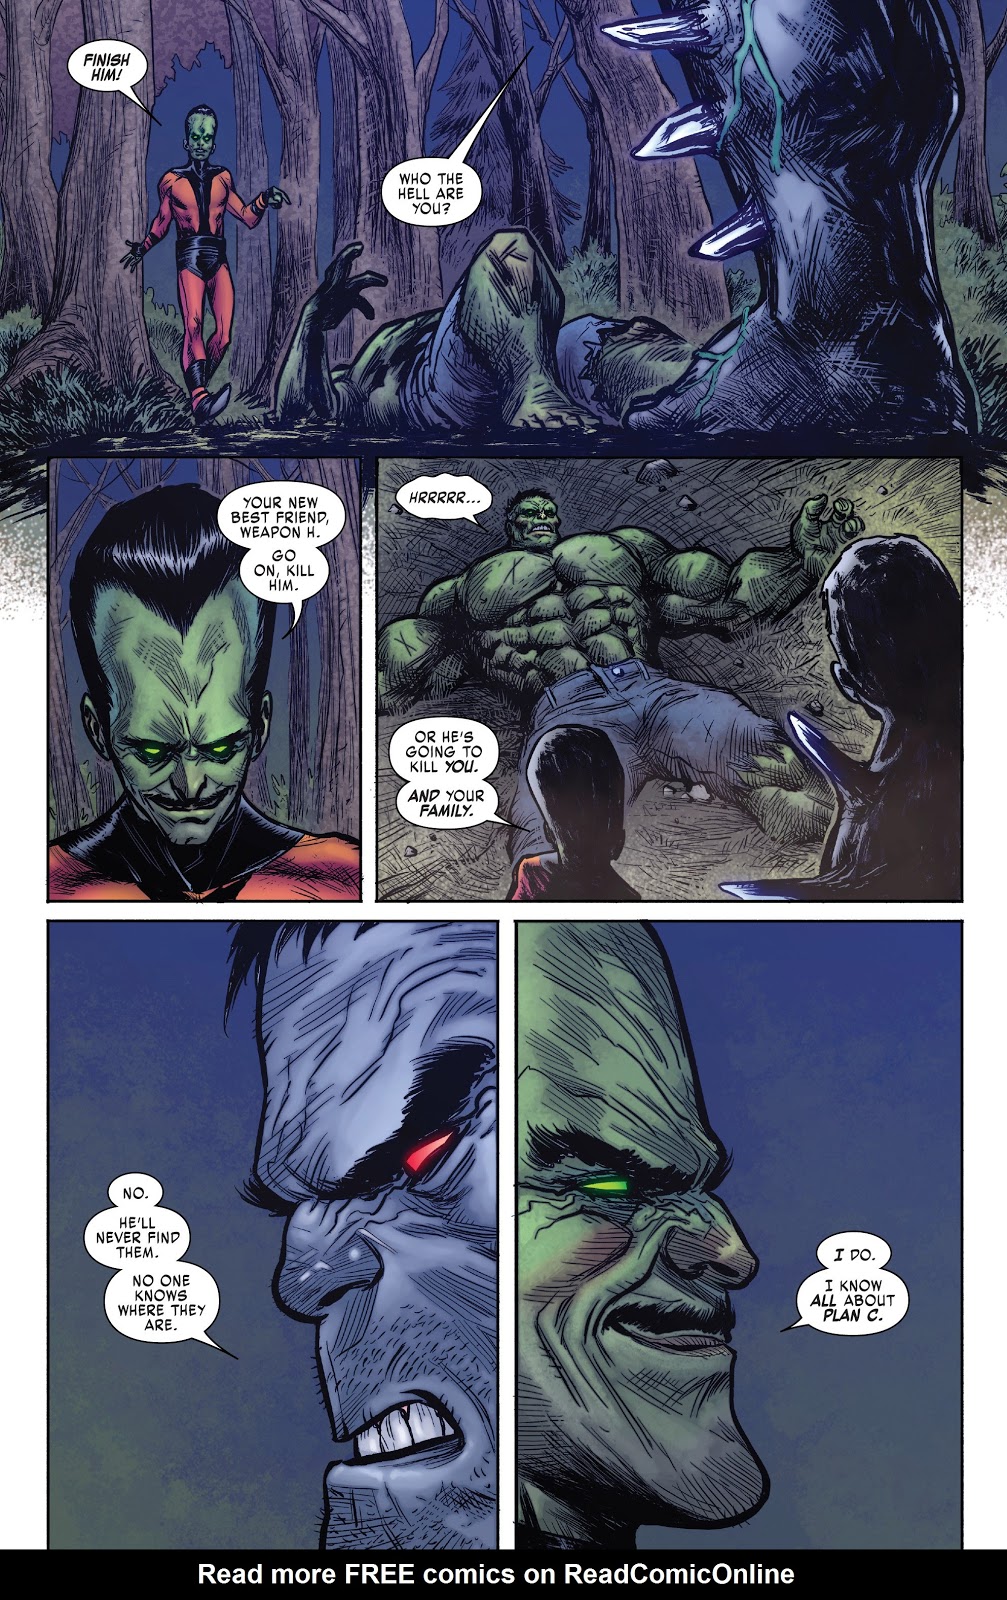 FINISH
HIM!
WHO THE
HELL ARE
YOU?
YOUR NEW
BEST FRIEND,
WEAPON H.
GO
ON, KILL
HIM.
HRRRRR...
OR HE'S
GOING TO
KILL YOU.
AND YOUR
FAMILY.
NO.
HE'LL
NEVER FIND
THEM.
NO ONE
KNOWS
WHERE THEY
ARE.
I DO.
I KNOW
ALL ABOUT
PLAN C.
Read more FREE comics on ReadComicOnline